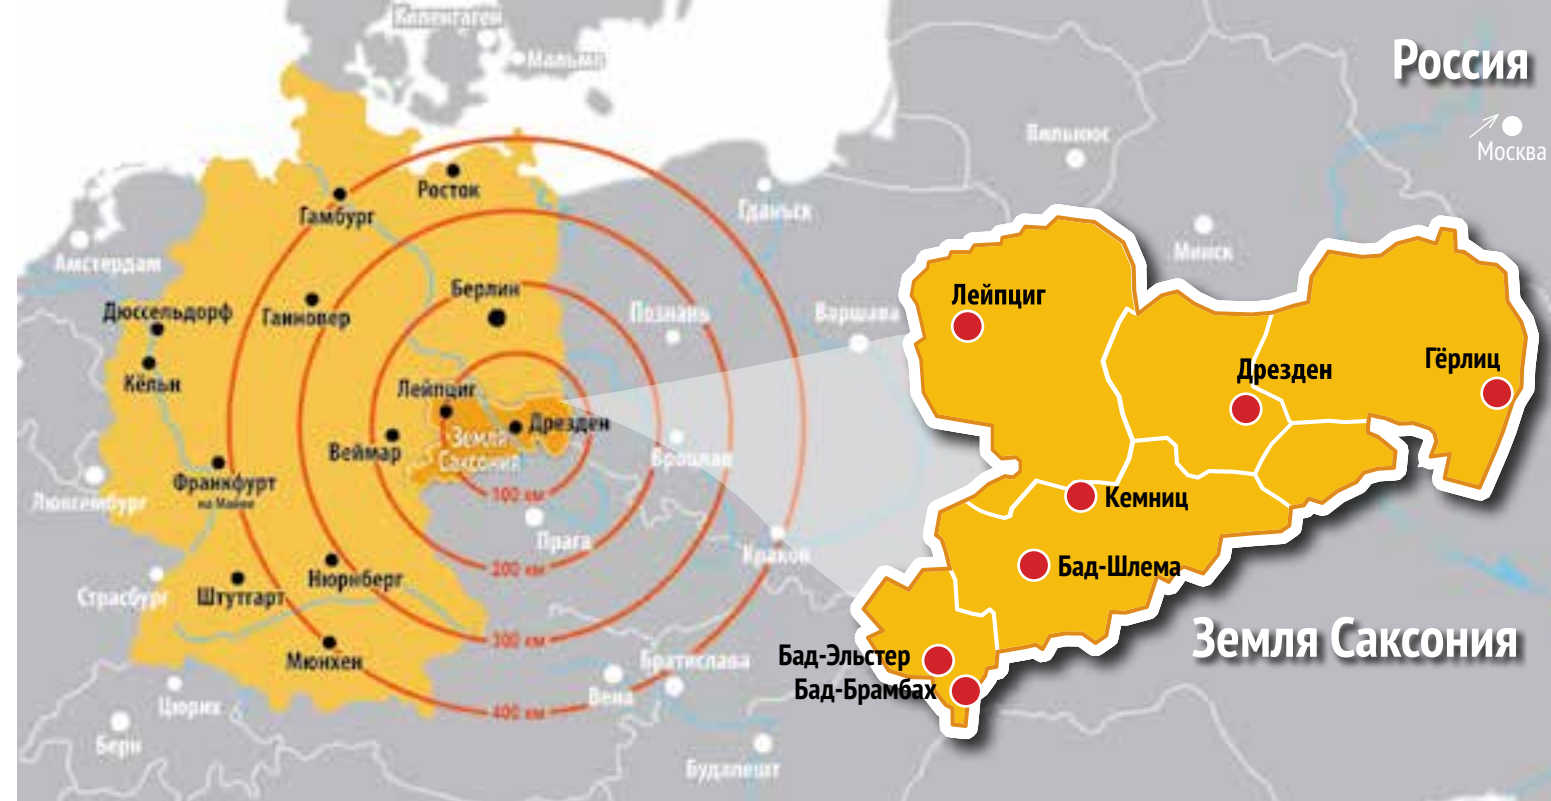 Копенгаген
Мальмё
Россия
Москва
Вильнюс
Росток
Гамбург
Гданьск
Минск
Амстердам
Берлин
Дюссельдорф
Ганновер
Познань
Варшава
Кёльн
Лейпциг
Дрезден
Земля
Саксония
Веймар
Вроцлав
Франкфурт
на Майне
Люксембург
100 км
Прага
Краков
200 км
Нюрнберг
Штутгарт
Страсбург
300 км
Мюнхен
Братислава
Вена
Цюрих
400 км
Берн
Будапешт
Лейпциг
Гёрлиц
Дрезден
Кемниц
Бад-Шлема
Земля Саксония
Бад-Эльстер
Бад-Брамбах